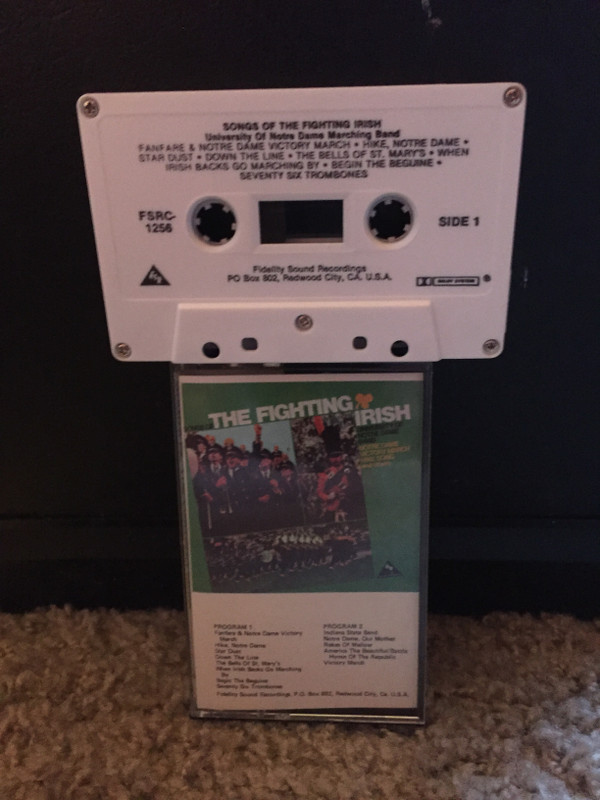 SONGS OF THE FIGHTING IRISH
University Of Notre Dame Marching Band
FANFARE & NOTRE DAME VICTORY MARCH • HIKE, NOTRE DAME •
STAR DUST • DOWN THE LINE • THE BELLS OF ST. MARY'S • WHEN
IRISH BACKS GO MARCHING BY • BEGIN THE BEGUINE •
SEVENTY SIX TROMBONES
FSRC-
1256
SIDE 1
Fidelity Sound Recordings
PO Box 802, Redwood City, CA. U.S.A.
DOLBY SYSTEM
THE FIGHTING IRISH
PROGRAM 1
Fanfare & Notre Dame Victory
March
Hike, Notre Dame
Star Dust
Down The Line
The Bells Of St. Mary's
When Irish Backs Go Marching
By
Begin The Beguine
Seventy Six Trombones
PROGRAM 2
Notre Dame, Our Mother
Rakes Of Mallow
America The Beautiful/Battle
Hymn Of The Republic
Victory March
Fidelity Sound Recordings, P.O. Box 802, Redwood City, Ca. U.S.A.